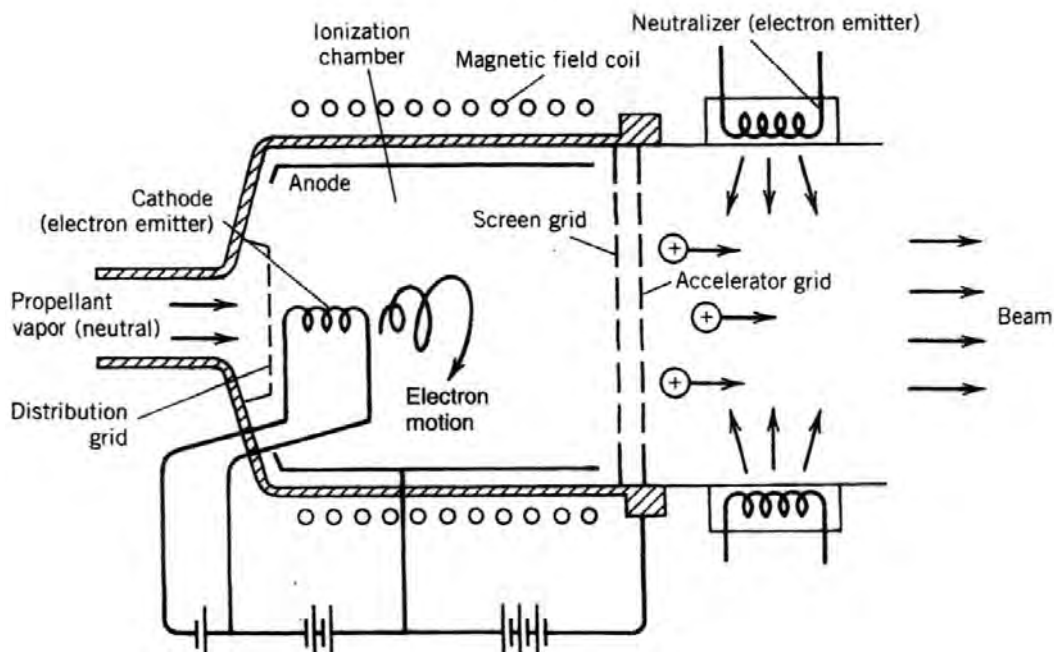 Neutralizer (electron emitter)
Ionization
chamber
Magnetic field coil
Anode
Cathode
(electron emitter)
Screen grid
Accelerator grid
Propellant
vapor (neutral)
Beam
Electron
motion
Distribution
grid
+
+
+